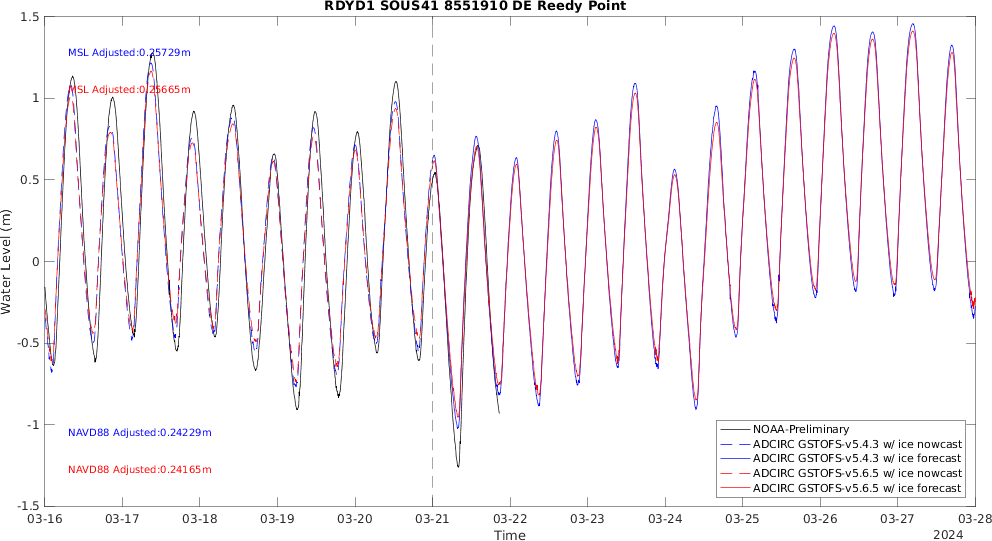 RDYD1 SOUS41 8551910 DE Reedy Point
1.5
1
0.5
0
-0.5
-1
-1.5
Water Level (m)
MSL Adjusted:0.25729m
MSL Adjusted:0.25665m
NAVD88 Adjusted:0.24229m
NAVD88 Adjusted:0.24165m
NOAA-Preliminary
ADCIRC GSTOFS-v5.4.3 w/ ice nowcast
ADCIRC GSTOFS-v5.4.3 w/ ice forecast
ADCIRC GSTOFS-v5.6.5 w/ ice nowcast
ADCIRC GSTOFS-v5.6.5 w/ ice forecast
03-16 03-17 03-18 03-19 03-20 03-21 03-22 03-23 03-24 03-25 03-26 03-27 03-28
Time
2024